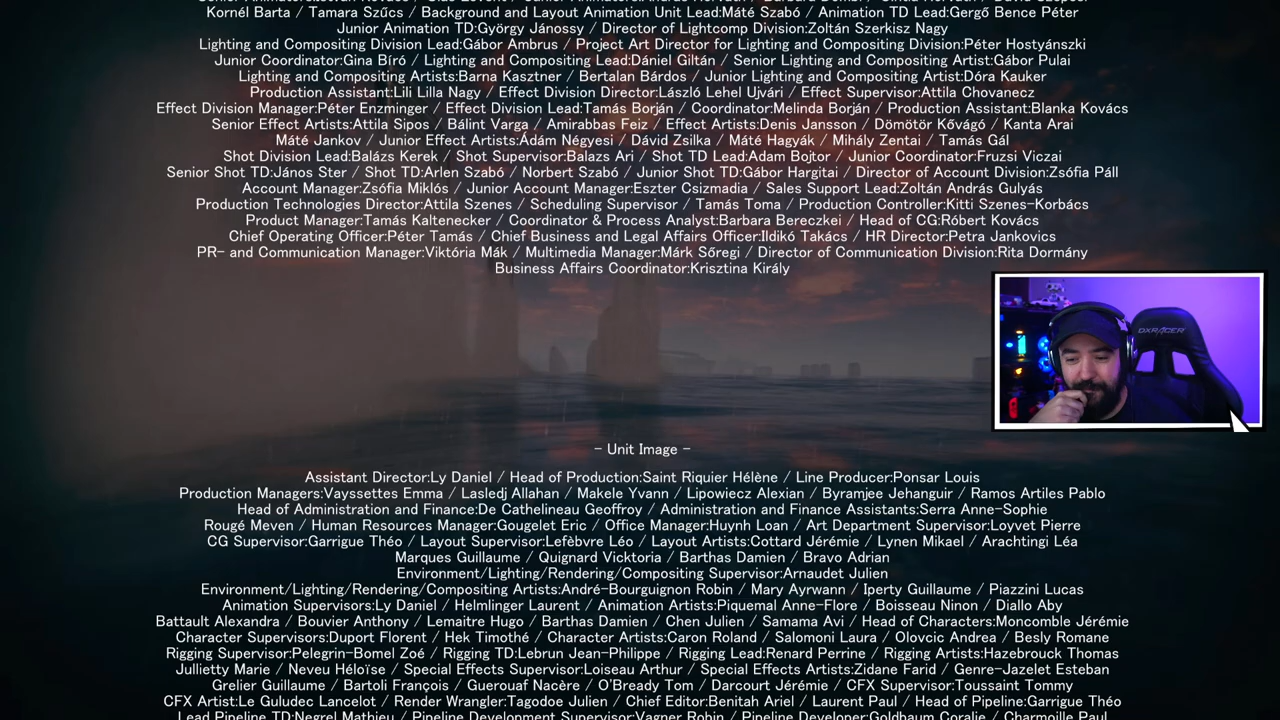 Kornél Barta / Tamara Szűcs / Background and Layout Animation Unit Lead:Máté Szabó / Animation TD Lead:Gergő Bence Péter
Junior Animation TD:György Jánossy / Director of Lightcomp Division:Zoltán Szerkisz Nagy
Lighting and Compositing Division Lead:Gábor Ambrus / Project Art Director for Lighting and Compositing Division:Péter Hostyánszki
Junior Coordinator:Gina Bíró / Lighting and Compositing Lead:Dániel Giltán / Senior Lighting and Compositing Artist:Gábor Pulai
Lighting and Compositing Artists:Barna Kasztner / Bertalan Bárdos / Junior Lighting and Compositing Artist:Dóra Kauker
Production Assistant:Lili Lilla Nagy / Effect Division Director:László Lehel Ujvári / Effect Supervisor:Attila Chovanecz
Effect Division Manager:Péter Enzminger / Effect Division Lead:Tamás Borján / Coordinator:Melinda Borján / Production Assistant:Blanka Kovács
Senior Effect Artists:Attila Sipos / Bálint Varga / Amirabbas Feiz / Effect Artists:Denis Jansson / Dömötör Kővágó / Kanta Arai
Máté Jankov / Junior Effect Artists:Ádám Négyesi / Dávid Zsilka / Máté Hagyák / Mihály Zentai / Tamás Gál
Shot Division Lead:Balázs Kerek / Shot Supervisor:Balazs Ari / Shot TD Lead:Adam Bojtor / Junior Coordinator:Fruzsi Viczai
Senior Shot TD:János Ster / Shot TD:Arlen Szabó / Norbert Szabó / Junior Shot TD:Gábor Hargitai / Director of Account Division:Zsófia Páll
Account Manager:Zsófia Miklós / Junior Account Manager:Eszter Csizmadia / Sales Support Lead:Zoltán András Gulyás
Production Technologies Director:Attila Szenes / Scheduling Supervisor / Tamás Toma / Production Controller:Kitti Szenes-Korbács
Product Manager:Tamás Kaltenecker / Coordinator & Process Analyst:Barbara Bereczkei / Head of CG:Róbert Kovács
Chief Operating Officer:Péter Tamás / Chief Business and Legal Affairs Officer:Ildikó Takács / HR Director:Petra Jankovics
PR- and Communication Manager:Viktória Mák / Multimedia Manager:Márk Sőregi / Director of Communication Division:Rita Dormány
Business Affairs Coordinator:Krisztina Király
DXRACER
- Unit Image -
Assistant Director:Ly Daniel / Head of Production:Saint Riquier Hélène / Line Producer:Ponsar Louis
Production Managers:Vayssettes Emma / Lasledj Allahan / Makele Yvann / Lipowiecz Alexian / Byramjee Jehanguir / Ramos Artiles Pablo
Head of Administration and Finance:De Cathelineau Geoffroy / Administration and Finance Assistants:Serra Anne-Sophie
Rougé Meven / Human Resources Manager:Gougelet Eric / Office Manager:Huynh Loan / Art Department Supervisor:Loyvet Pierre
CG Supervisor:Garrigue Théo / Layout Supervisor:Lefèbvre Léo / Layout Artists:Cottard Jérémie / Lynen Mikael / Arachtingi Léa
Marques Guillaume / Quignard Vicktoria / Barthas Damien / Bravo Adrian
Environment/Lighting/Rendering/Compositing Supervisor:Arnaudet Julien
Environment/Lighting/Rendering/Compositing Artists:André-Bourguignon Robin / Mary Ayrwann / Iperty Guillaume / Piazzini Lucas
Animation Supervisors:Ly Daniel / Helmlinger Laurent / Animation Artists:Piquemal Anne-Flore / Boisseau Ninon / Diallo Aby
Battault Alexandra / Bouvier Anthony / Lemaitre Hugo / Barthas Damien / Chen Julien / Samama Avi / Head of Characters:Moncomble Jérémie
Character Supervisors:Duport Florent / Hek Timothé / Character Artists:Caron Roland / Salomoni Laura / Olovcic Andrea / Besly Romane
Rigging Supervisor:Pelegrin-Bomel Zoé / Rigging TD:Lebrun Jean-Philippe / Rigging Lead:Renard Perrine / Rigging Artists:Hazebrouck Thomas
Jullietty Marie / Neveu Héloïse / Special Effects Supervisor:Loiseau Arthur / Special Effects Artists:Zidane Farid / Genre-Jazelet Esteban
Grelier Guillaume / Bartoli François / Guerouaf Nacère / O'Bready Tom / Darcourt Jérémie / CFX Supervisor:Toussaint Tommy
CFX Artist:Le Guludec Lancelot / Render Wrangler:Tagodoe Julien / Chief Editor:Benitah Ariel / Laurent Paul / Head of Pipeline:Garrigue Théo
Lead Pipeline TD:Negrel Mathieu / Pipeline Development Supervisor:Vagner Robin / Pipeline Developer:Goldbaum Coralie / Charmoille Paul